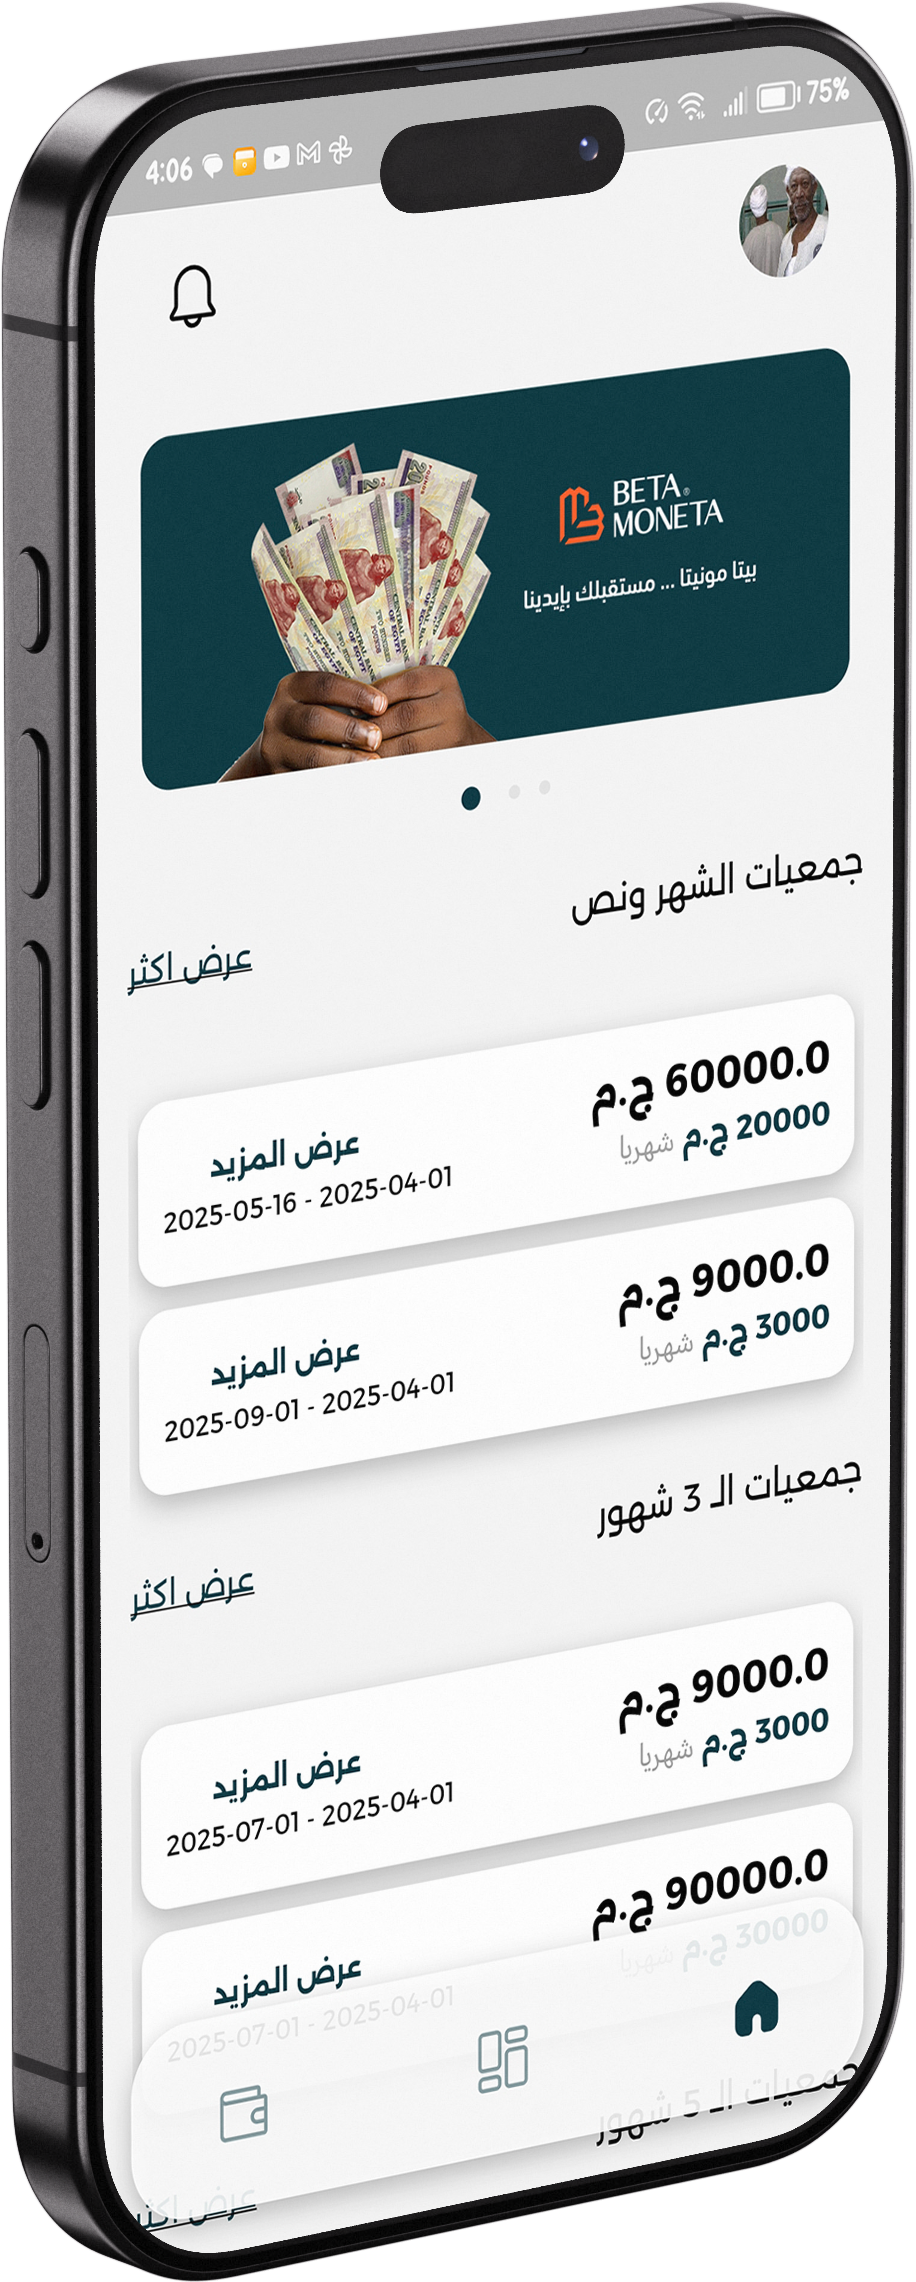 4:06
75%
BETA
MONETA®
بيتا مونيتا ... مستقبلك بإيدينا
جمعيات الشهر ونص
عرض اكثر
60000.0 ج.م
20000 ج.م شهريا
عرض المزيد
2025-05-16 - 2025-04-01
9000.0 ج.م
3000 ج.م شهريا
عرض المزيد
2025-09-01 - 2025-04-01
جمعيات الـ 3 شهور
عرض اكثر
9000.0 ج.م
3000 ج.م شهريا
عرض المزيد
2025-07-01 - 2025-04-01
90000.0 ج.م
30000 ج.م شهريا
عرض المزيد
2025-07-01 - 2025-04-01
جمعيات الـ 5 شهور
عرض اكثر